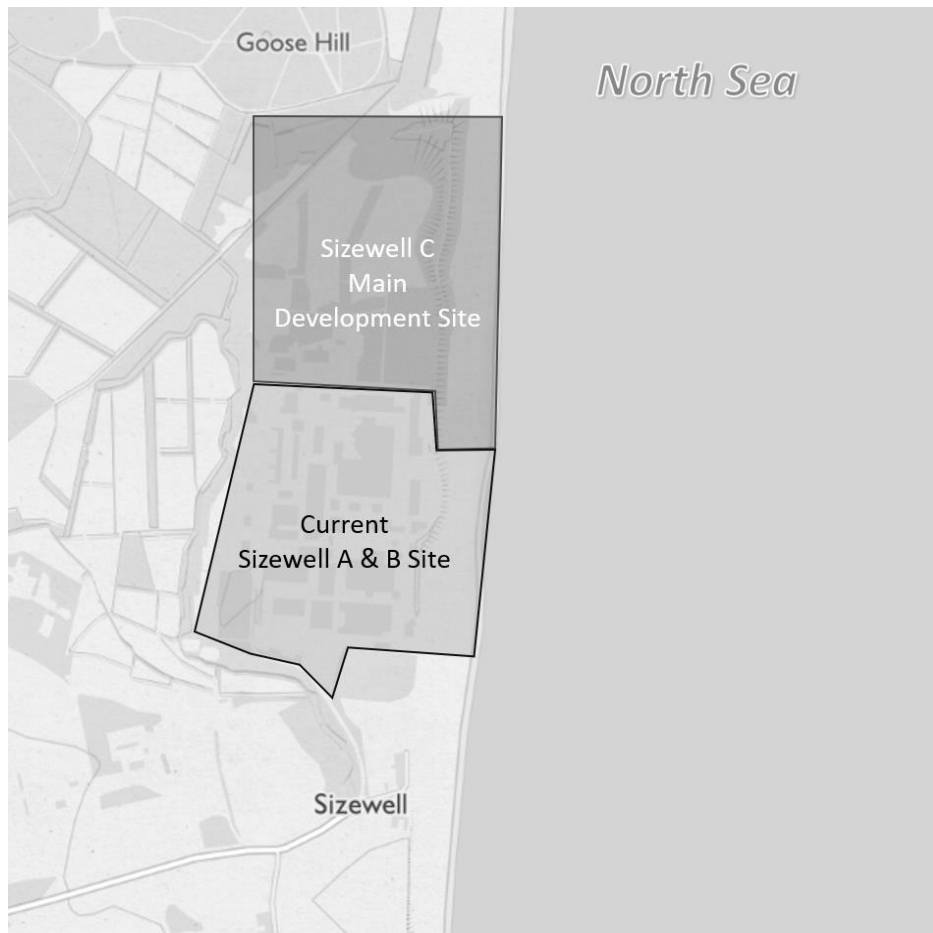 Goose Hill
North Sea
Sizewell C
Main
Development Site
Current
Sizewell A & B Site
Sizewell